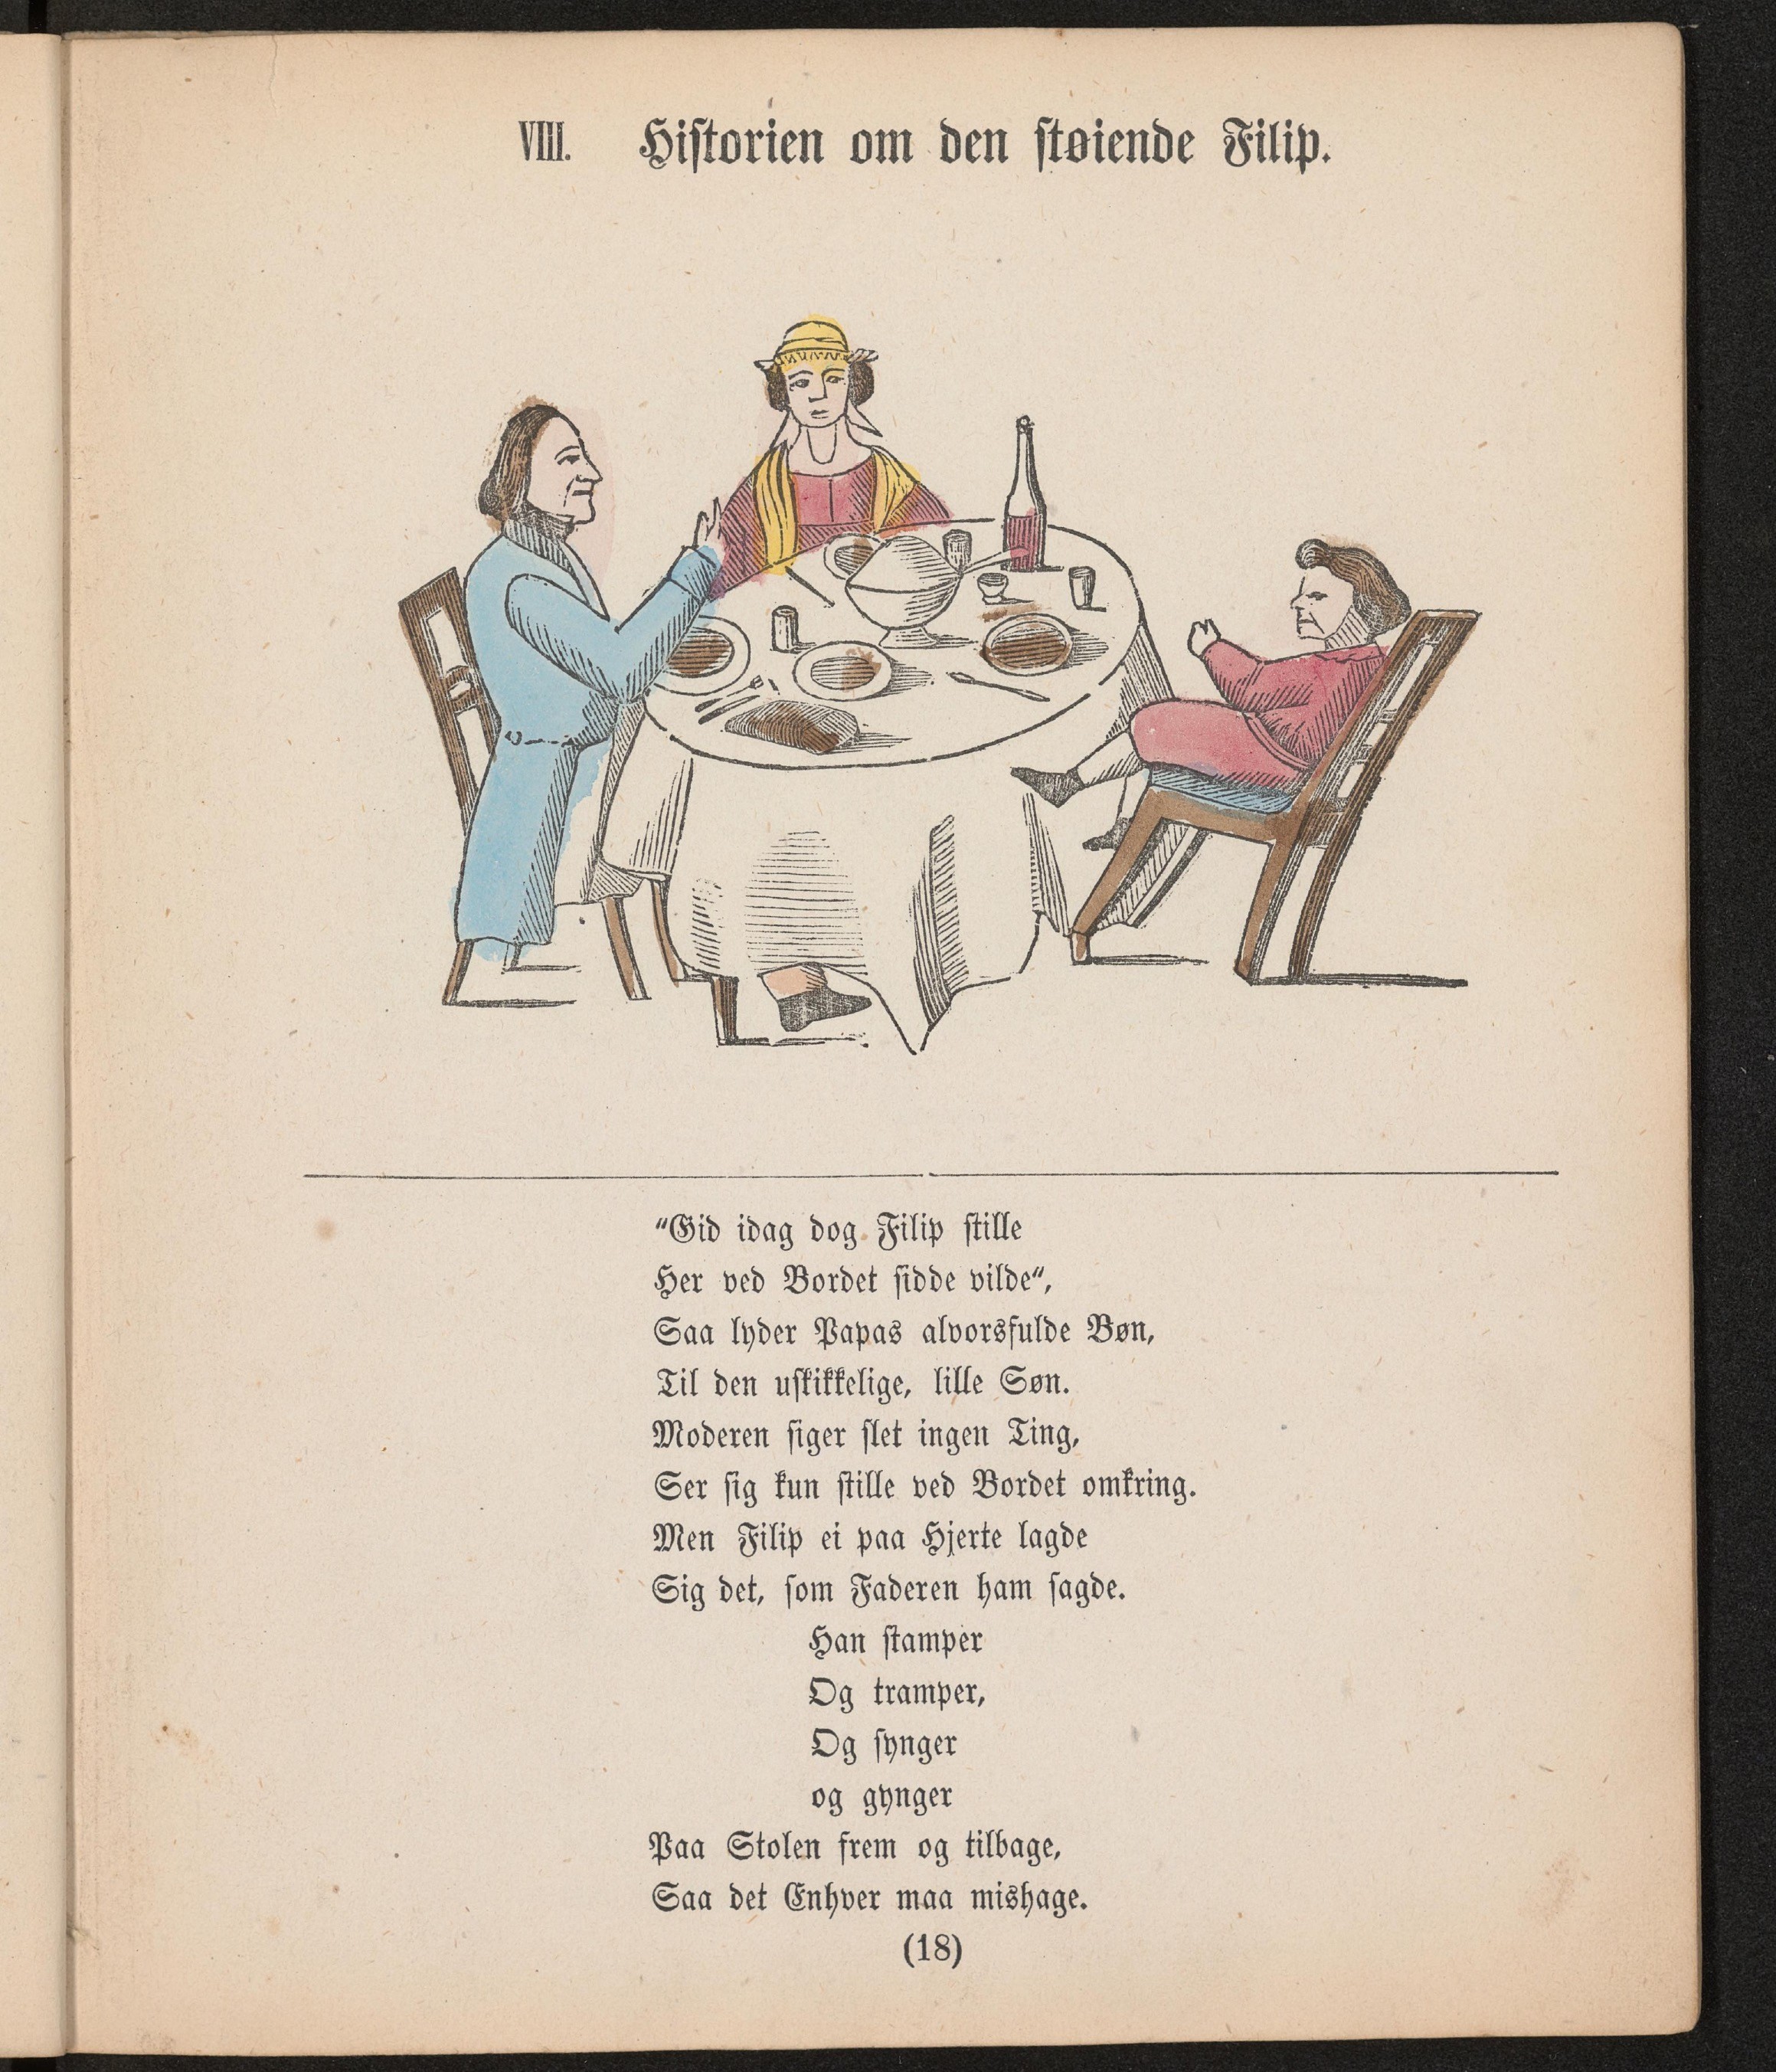 VIII. Historien om den støiende Filip.
"Gid idag dog Filip stille
Her ved Bordet sidde vilde",
Saa lyder Papas alvorsfulde Bøn,
Til den uskikkelige, lille Søn.
Moderen siger slet ingen Ting,
Ser sig kun stille ved Bordet omkring.
Men Filip ei paa Hjerte lagde
Sig det, som Faderen ham sagde.
Han stamper
Og tramper,
Og synger
og gynger
Paa Stolen frem og tilbage,
Saa det Enhver maa mishage.
(18)